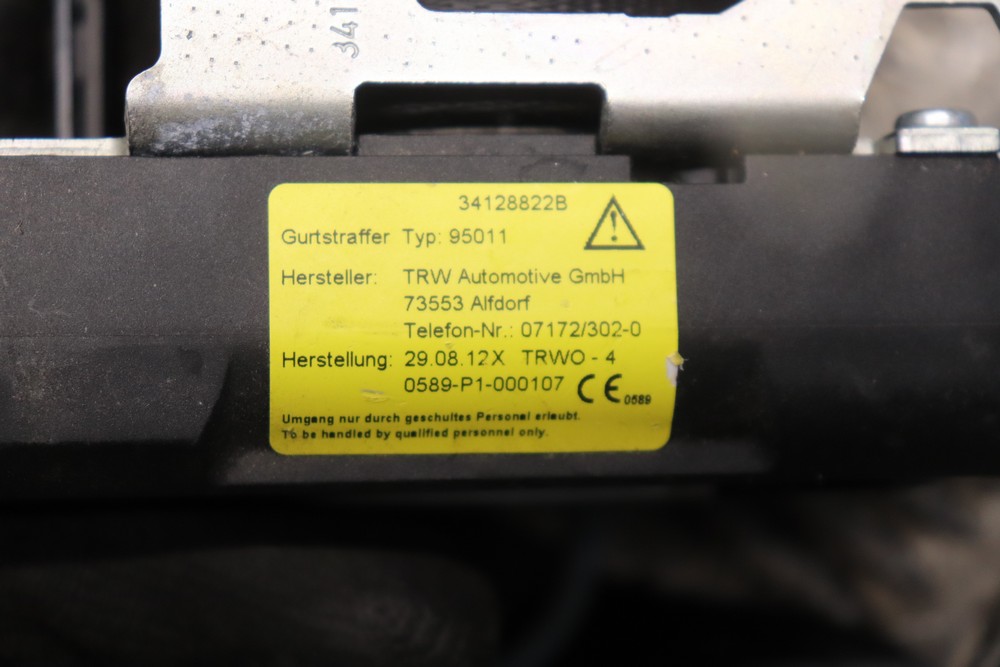 341
34128822B
Gurtstraffer Typ: 95011
Hersteller: TRW Automotive GmbH
73553 Alfdorf
Telefon-Nr.: 07172/302-0
Herstellung: 29.08.12X TRWO - 4
0589-P1-000107 CE 0589
Umgang nur durch geschultes Personal erlaubt.
To be handled by qualified personnel only.